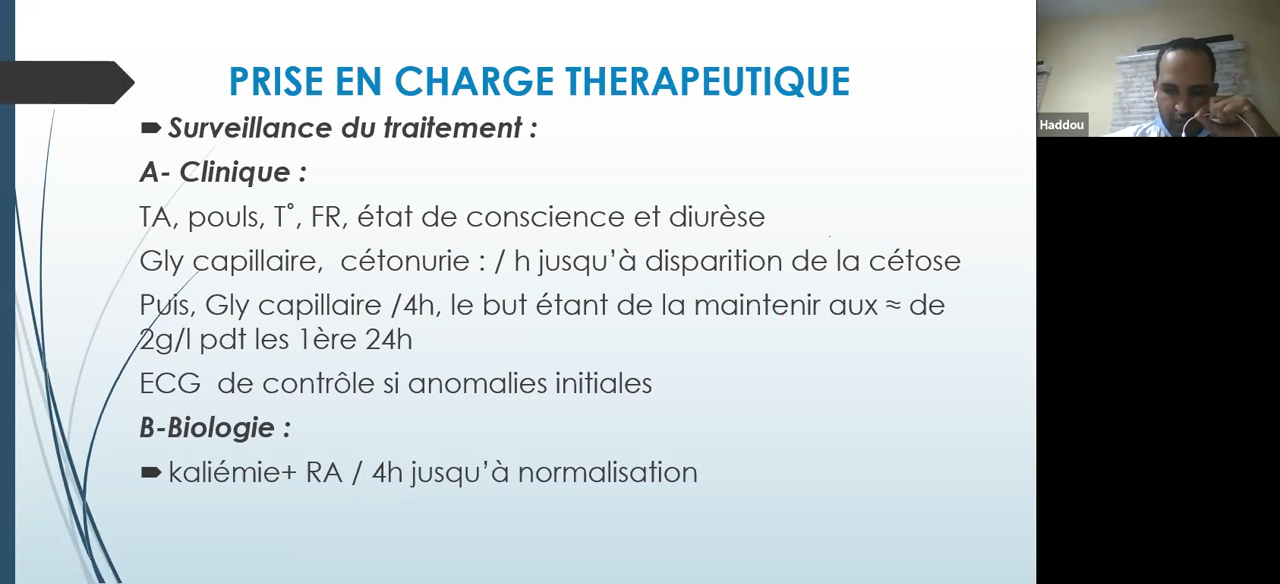 PRISE EN CHARGE THERAPEUTIQUE
Surveillance du traitement :
A- Clinique :
TA, pouls, T°, FR, état de conscience et diurèse
Gly capillaire, cétonurie : / h jusqu’à disparition de la cétose
Puis, Gly capillaire /4h, le but étant de la maintenir aux ≈ de
2g/l pdt les 1ère 24h
ECG de contrôle si anomalies initiales
B-Biologie :
kaliémie+ RA / 4h jusqu’à normalisation
Haddou